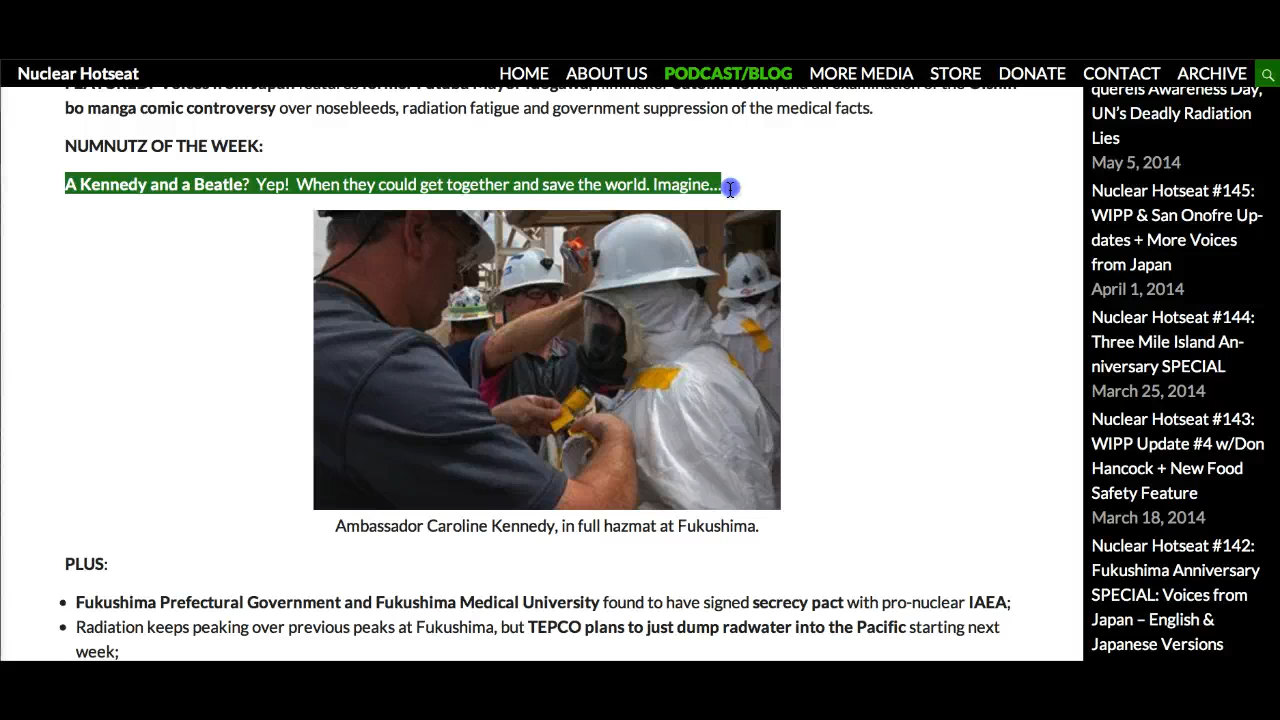 Nuclear Hotseat
HOME ABOUT US PODCAST/BLOG MORE MEDIA STORE DONATE CONTACT ARCHIVE
bo manga comic controversy over nosebleeds, radiation fatigue and government suppression of the medical facts.
NUMNUTZ OF THE WEEK:
A Kennedy and a Beatle? Yep! When they could get together and save the world. Imagine...
Ambassador Caroline Kennedy, in full hazmat at Fukushima.
PLUS:
• Fukushima Prefectural Government and Fukushima Medical University found to have signed secrecy pact with pro-nuclear IAEA;
• Radiation keeps peaking over previous peaks at Fukushima, but TEPCO plans to just dump radwater into the Pacific starting next
week;
querels Awareness Day,
UN's Deadly Radiation
Lies
May 5, 2014
Nuclear Hotseat #145:
WIPP & San Onofre Up-
dates + More Voices
from Japan
April 1, 2014
Nuclear Hotseat #144:
Three Mile Island An-
niversary SPECIAL
March 25, 2014
Nuclear Hotseat #143:
WIPP Update #4 w/Don
Hancock + New Food
Safety Feature
March 18, 2014
Nuclear Hotseat #142:
Fukushima Anniversary
SPECIAL: Voices from
Japan – English &
Japanese Versions